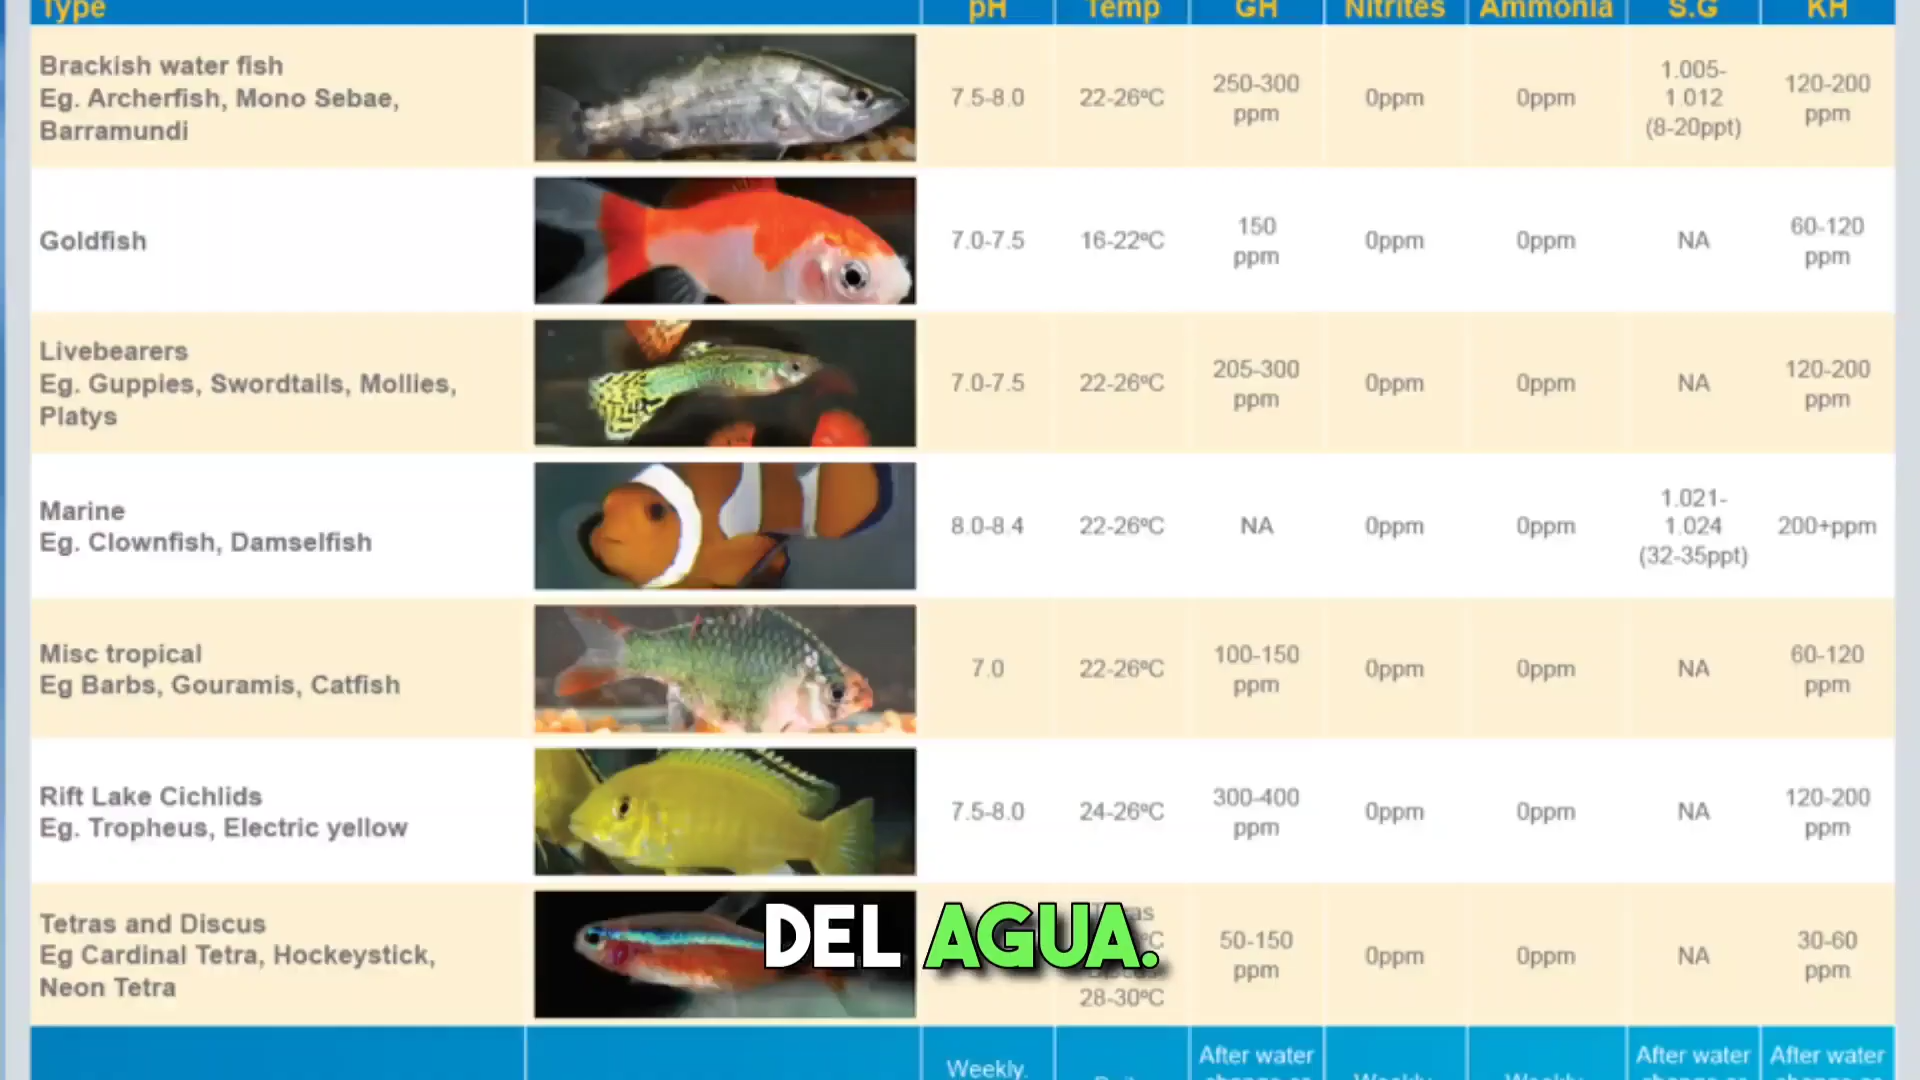 Type pH Temp GH Nitrites Ammonia S.G KH
Brackish water fish
Eg. Archerfish, Mono Sebae,
Barramundi
7.5-8.0
22-26ºC
250-300
ppm
0ppm
0ppm
1.005-
1.012
(8-20ppt)
120-200
ppm
Goldfish
7.0-7.5
16-22ºC
150
ppm
0ppm
0ppm
NA
60-120
ppm
Livebearers
Eg. Guppies, Swordtails, Mollies,
Platys
7.0-7.5
22-26ºC
205-300
ppm
0ppm
0ppm
NA
120-200
ppm
Marine
Eg. Clownfish, Damselfish
8.0-8.4
22-26ºC
NA
0ppm
0ppm
1.021-
1.024
(32-35ppt)
200+ppm
Misc tropical
Eg Barbs, Gouramis, Catfish
7.0
22-26ºC
100-150
ppm
0ppm
0ppm
NA
60-120
ppm
Rift Lake Cichlids
Eg. Tropheus, Electric yellow
7.5-8.0
24-26ºC
300-400
ppm
0ppm
0ppm
NA
120-200
ppm
Tetras and Discus
Eg Cardinal Tetra, Hockeystick,
Neon Tetra
28-30ºC
50-150
ppm
0ppm
0ppm
NA
30-60
ppm
DEL AGUA.
Weekly.
After water
Weekly
Weekly
After water
After water